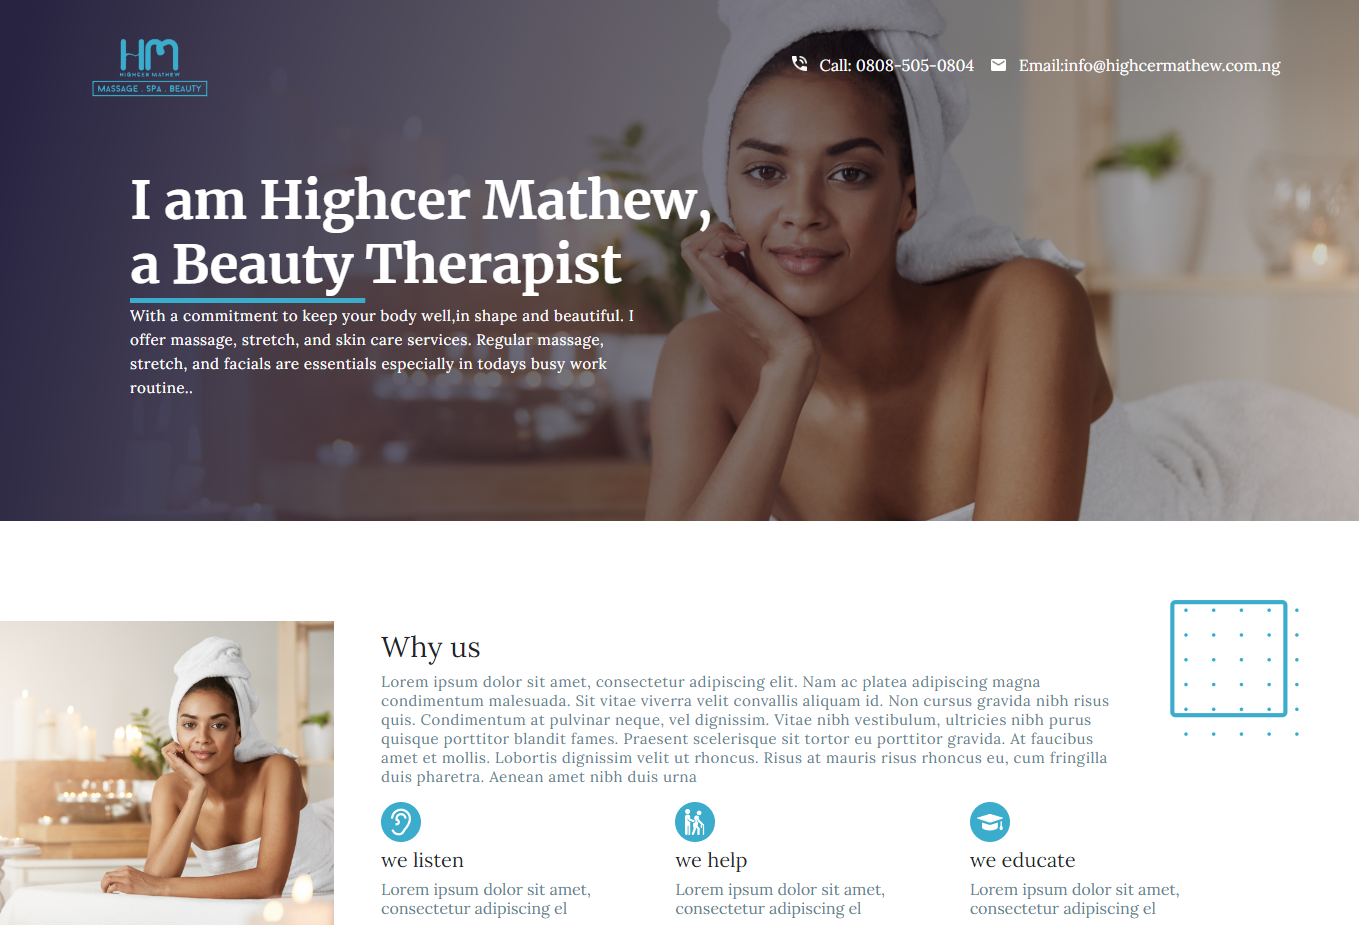 HM
HIGHCER MATHEW
MASSAGE . SPA . BEAUTY
Call: 0808-505-0804
Email:info@highcermathew.com.ng
I am Highcer Mathew,
a Beauty Therapist
With a commitment to keep your body well,in shape and beautiful. I
offer massage, stretch, and skin care services. Regular massage,
stretch, and facials are essentials especially in todays busy work
routine..
Why us
Lorem ipsum dolor sit amet, consectetur adipiscing elit. Nam ac platea adipiscing magna
condimentum malesuada. Sit vitae viverra velit convallis aliquam id. Non cursus gravida nibh risus
quis. Condimentum at pulvinar neque, vel dignissim. Vitae nibh vestibulum, ultricies nibh purus
quisque porttitor blandit fames. Praesent scelerisque sit tortor eu porttitor gravida. At faucibus
amet et mollis. Lobortis dignissim velit ut rhoncus. Risus at mauris risus rhoncus eu, cum fringilla
duis pharetra. Aenean amet nibh duis urna
we listen
Lorem ipsum dolor sit amet,
consectetur adipiscing el
we help
Lorem ipsum dolor sit amet,
consectetur adipiscing el
we educate
Lorem ipsum dolor sit amet,
consectetur adipiscing el